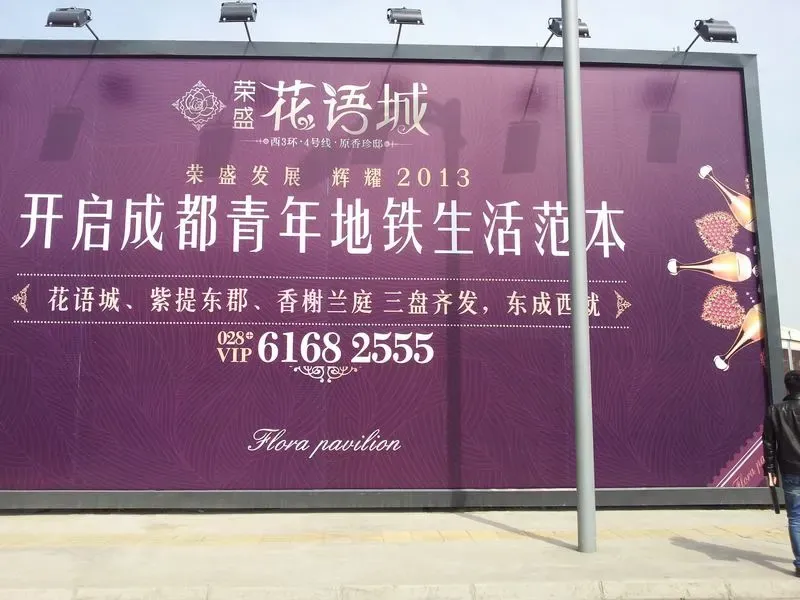 荣盛 花语城
西3环·4号线·原香珍邸
荣盛发展 辉耀2013
开启成都青年地铁生活范本
花语城、紫提东郡、香榭兰庭 三盘齐发，东成西就
028+
VIP 6168 2555
Flora pavilion
Flora pa